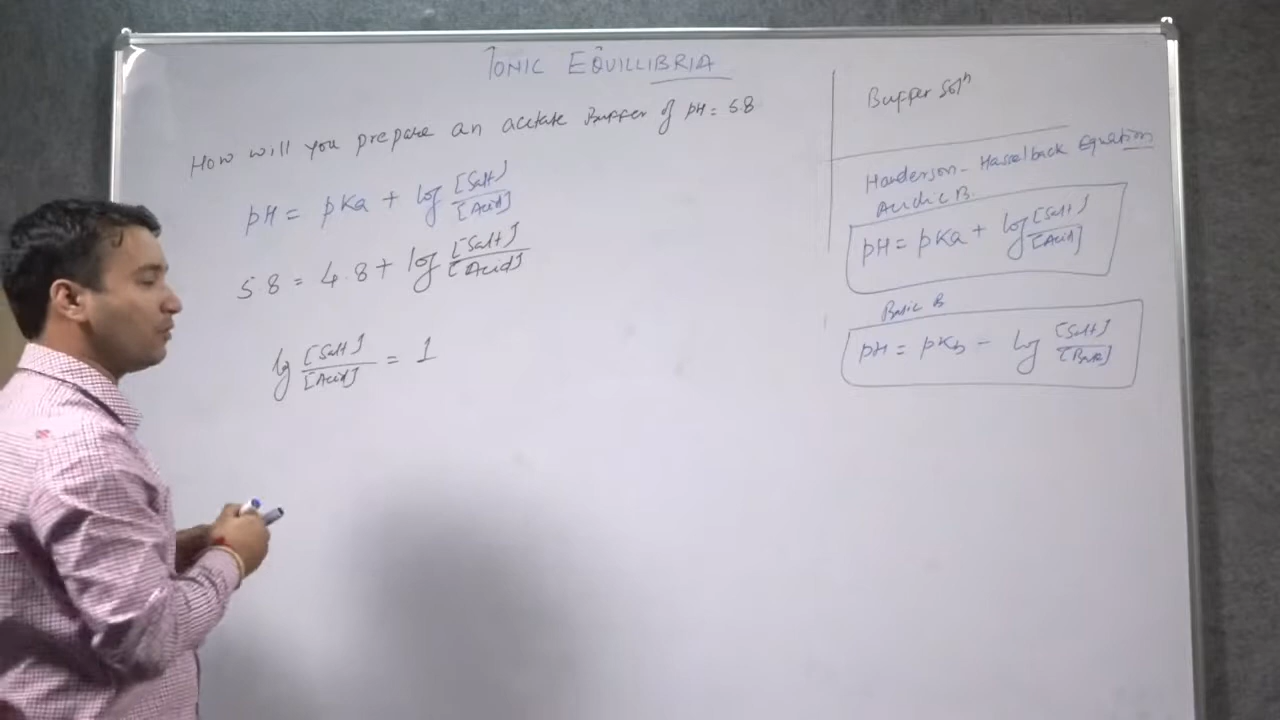 IONIC EQUILLIBRIA
How will you prepare an acetate Buffer of pH = 5.8
pH = pKa + log [Salt]/[Acid]
5.8 = 4.8 + log [Salt]/[Acid]
log [Salt]/[Acid] = 1
Buffer Solⁿ
Handerson - Hasselback Equation
Acidic B.
pH = pKa + log [Salt]/[Acid]
Basic B
pH = pKb - log [Salt]/[Base]